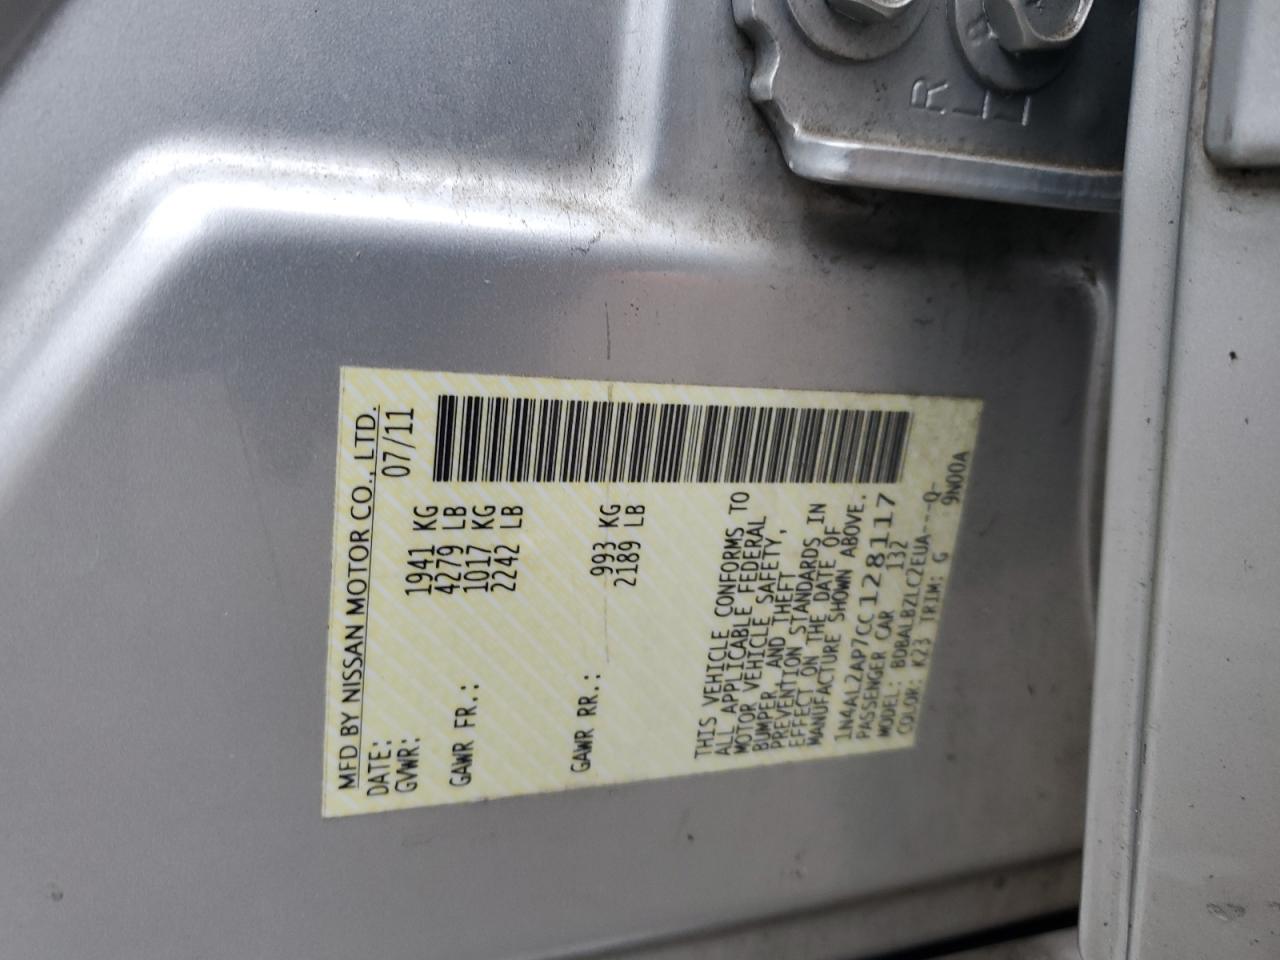 MFD BY NISSAN MOTOR CO., LTD.
DATE: 07/11
GVWR: 1941 KG
4279 LB
GAWR FR.: 1017 KG
2242 LB
GAWR RR.: 993 KG
2189 LB
THIS VEHICLE CONFORMS TO
ALL APPLICABLE FEDERAL
MOTOR VEHICLE SAFETY,
BUMPER, AND THEFT
PREVENTION STANDARDS IN
EFFECT ON THE DATE OF
MANUFACTURE SHOWN ABOVE.
1N4AL2AP7CC128117
PASSENGER CAR 132
MODEL: BDBALBZLC2EUA---Q-
COLOR: K23 TRIM: G 9N00A